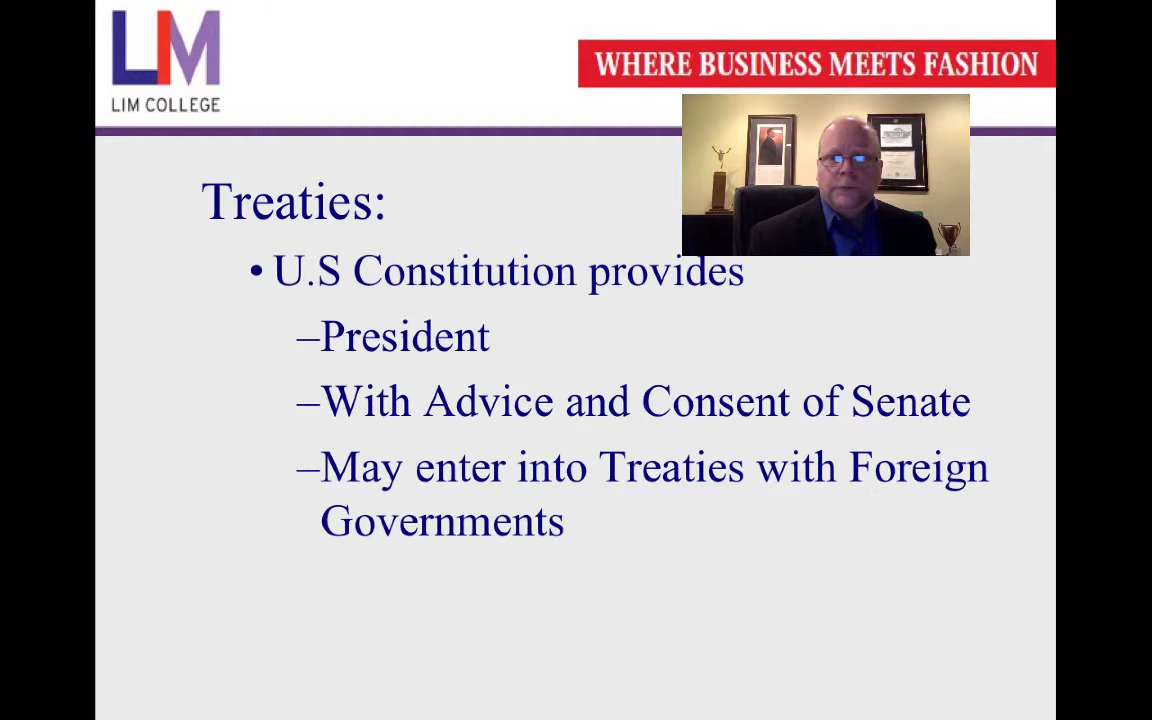 LIM
LIM COLLEGE
WHERE BUSINESS MEETS FASHION
Treaties:
• U.S Constitution provides
–President
–With Advice and Consent of Senate
–May enter into Treaties with Foreign
Governments